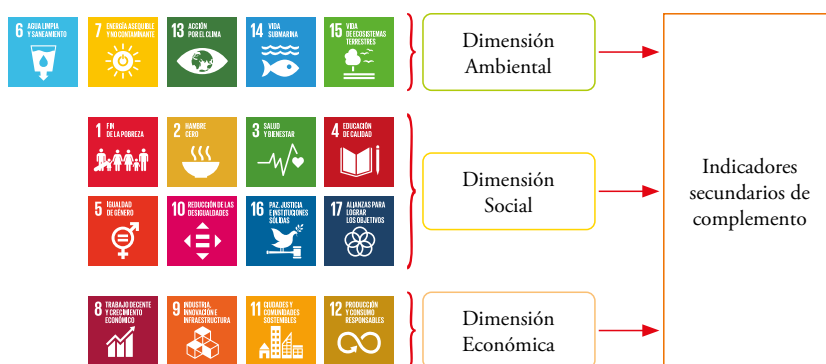 6 AGUA LIMPIA
Y SANEAMIENTO
7 ENERGÍA ASEQUIBLE
Y NO CONTAMINANTE
13 ACCIÓN
POR EL CLIMA
14 VIDA
SUBMARINA
15 VIDA
DE ECOSISTEMAS
TERRESTRES
Dimensión
Ambiental
1 FIN
DE LA POBREZA
2 HAMBRE
CERO
3 SALUD
Y BIENESTAR
4 EDUCACIÓN
DE CALIDAD
5 IGUALDAD
DE GÉNERO
10 REDUCCIÓN DE LAS
DESIGUALDADES
16 PAZ, JUSTICIA
E INSTITUCIONES
SÓLIDAS
17 ALIANZAS PARA
LOGRAR
LOS OBJETIVOS
Dimensión
Social
Indicadores
secundarios de
complemento
8 TRABAJO DECENTE
Y CRECIMIENTO
ECONÓMICO
9 INDUSTRIA,
INNOVACIÓN E
INFRAESTRUCTURA
11 CIUDADES Y
COMUNIDADES
SOSTENIBLES
12 PRODUCCIÓN
Y CONSUMO
RESPONSABLES
Dimensión
Económica